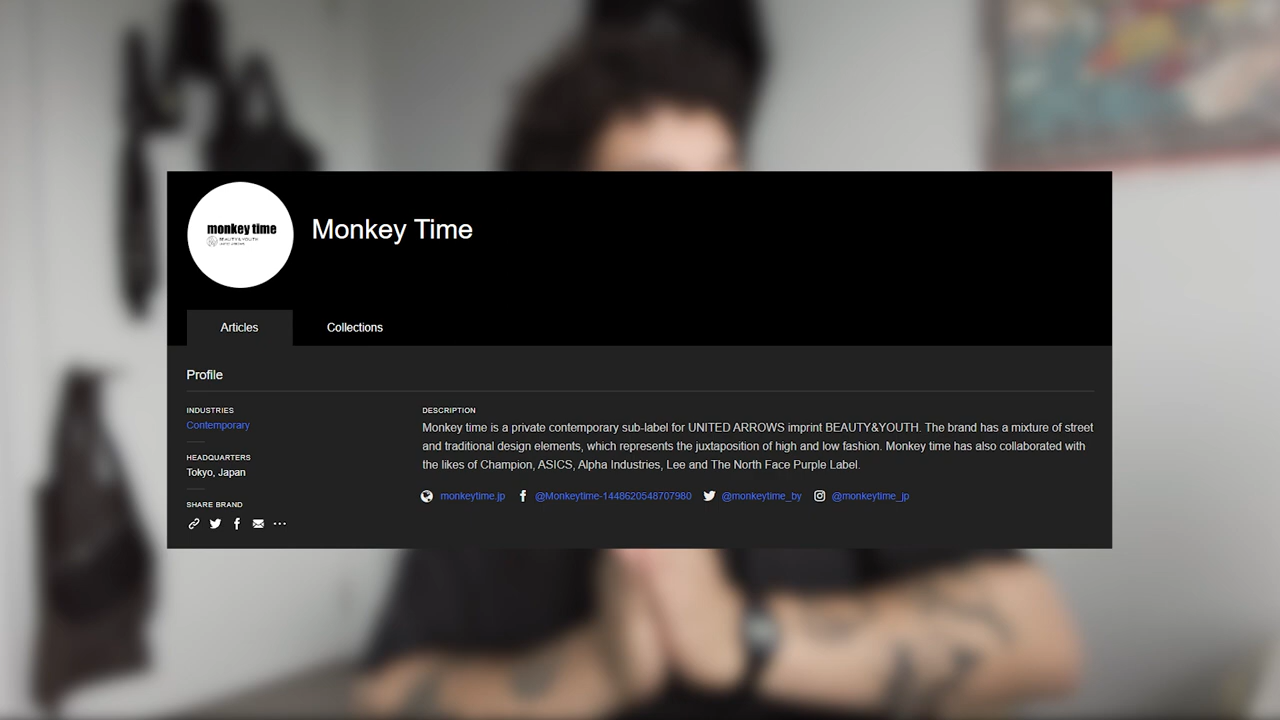 monkey time
BEAUTY&YOUTH
Monkey Time
Articles
Collections
Profile
INDUSTRIES
Contemporary
HEADQUARTERS
Tokyo, Japan
SHARE BRAND
DESCRIPTION
Monkey time is a private contemporary sub-label for UNITED ARROWS imprint BEAUTY&YOUTH. The brand has a mixture of street
and traditional design elements, which represents the juxtaposition of high and low fashion. Monkey time has also collaborated with
the likes of Champion, ASICS, Alpha Industries, Lee and The North Face Purple Label.
monkeytime.jp @Monkeytime-1448620548707980 @monkeytime_by @monkeytime_jp